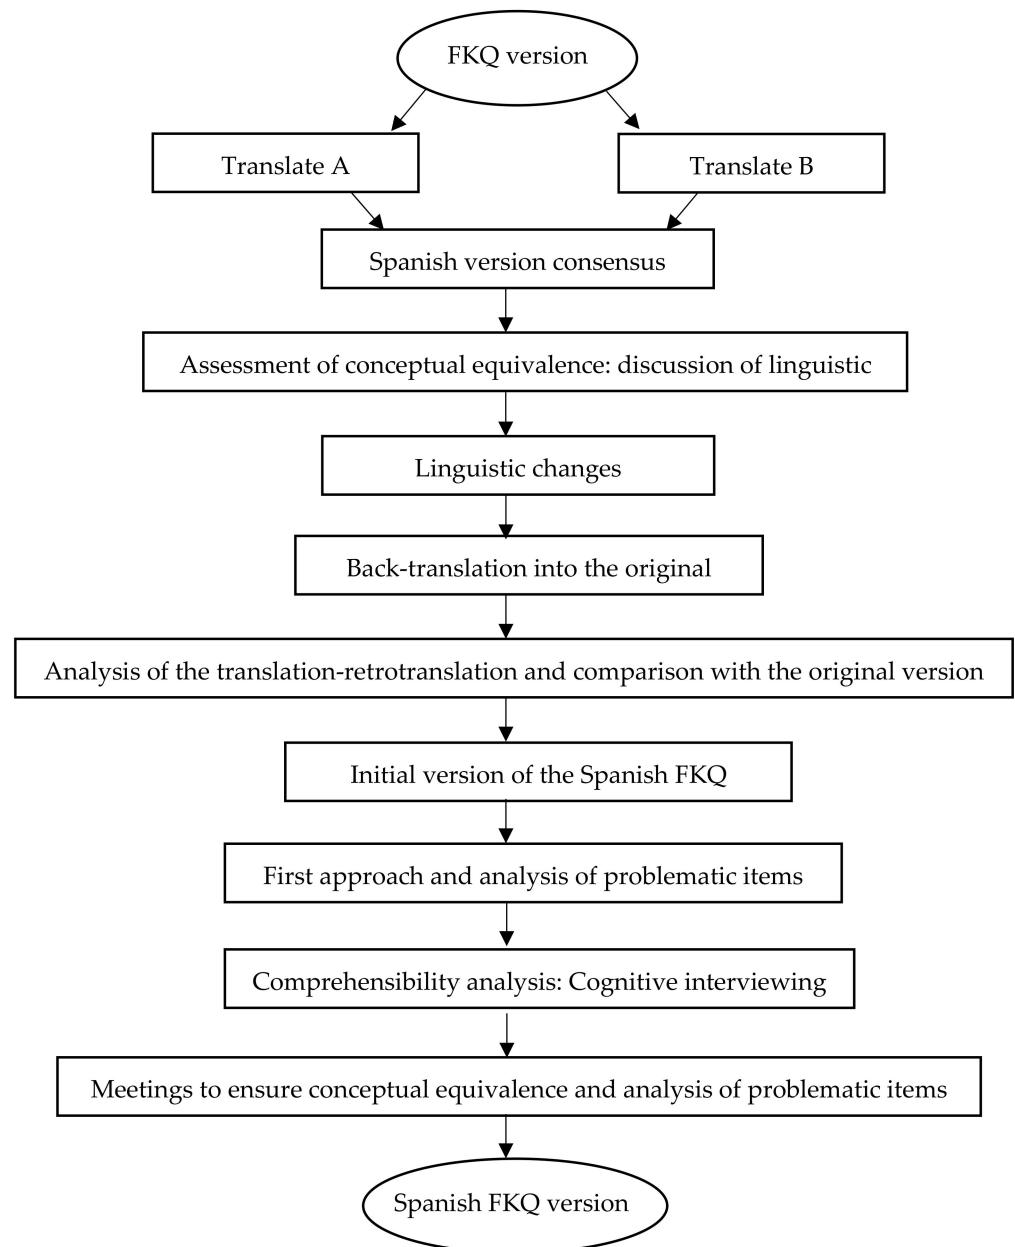 FKQ version
Translate A
Translate B
Spanish version consensus
Assessment of conceptual equivalence: discussion of linguistic
Linguistic changes
Back-translation into the original
Analysis of the translation-retrotranslation and comparison with the original version
Initial version of the Spanish FKQ
First approach and analysis of problematic items
Comprehensibility analysis: Cognitive interviewing
Meetings to ensure conceptual equivalence and analysis of problematic items
Spanish FKQ version